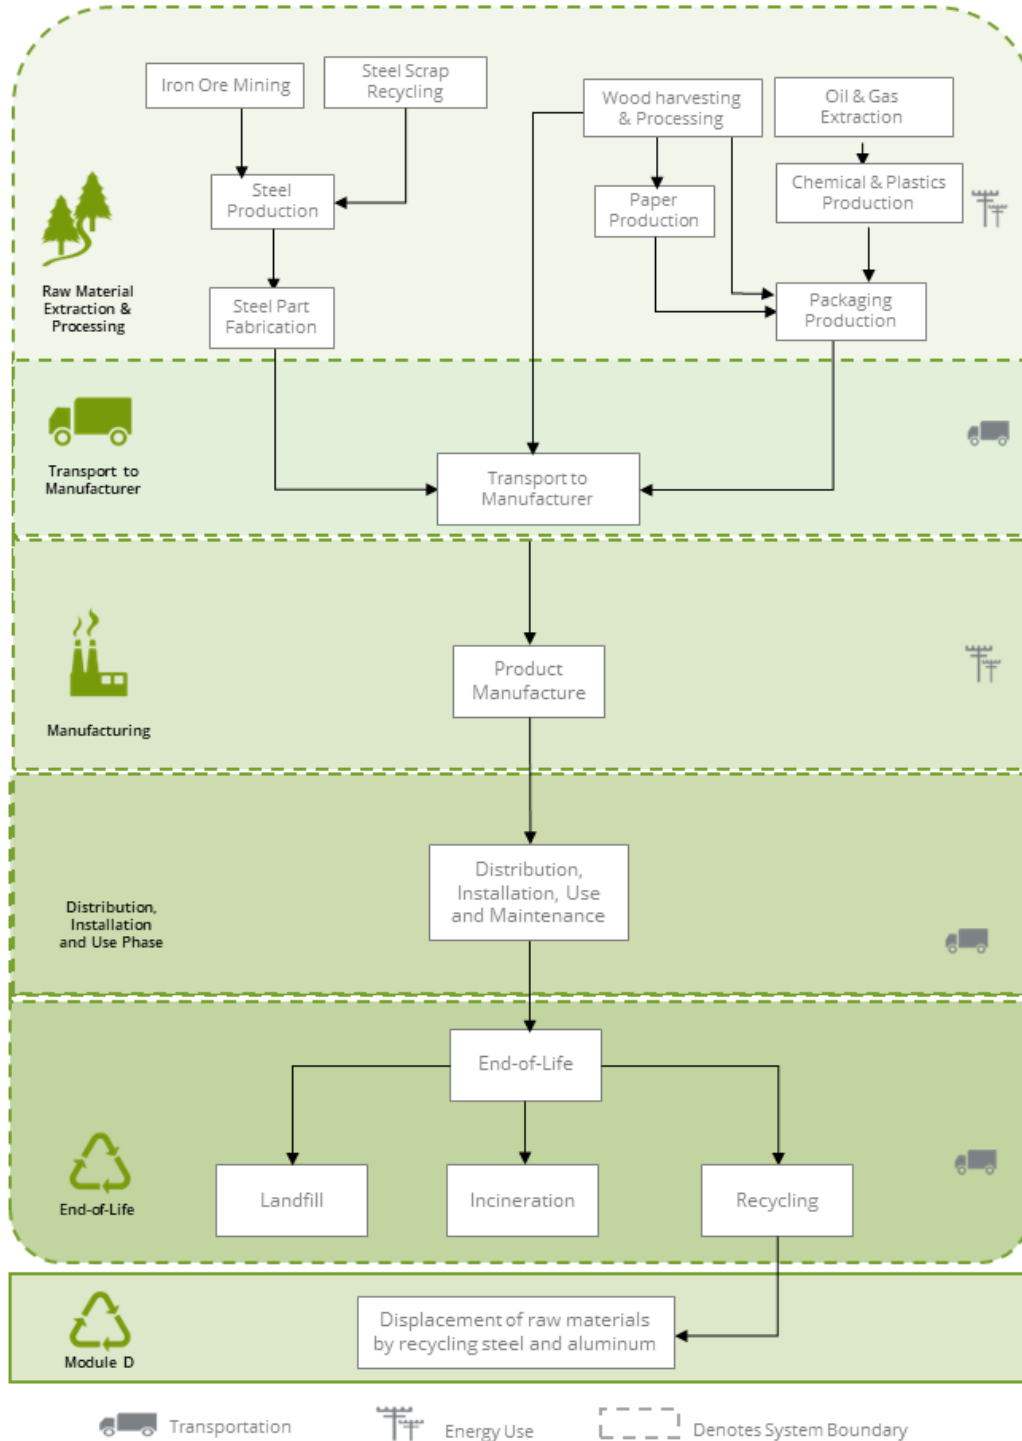 Iron Ore Mining
Steel Scrap
Recycling
Wood harvesting
& Processing
Oil & Gas
Extraction
Steel
Production
Paper
Production
Chemical & Plastics
Production
Raw Material
Extraction &
Processing
Steel Part
Fabrication
Packaging
Production
Transport to
Manufacturer
Transport to
Manufacturer
Product
Manufacture
Manufacturing
Distribution,
Installation, Use
and Maintenance
Distribution,
Installation
and Use Phase
End-of-Life
Landfill
Incineration
Recycling
End-of-Life
Displacement of raw materials
by recycling steel and aluminum
Module D
Transportation
Energy Use
Denotes System Boundary